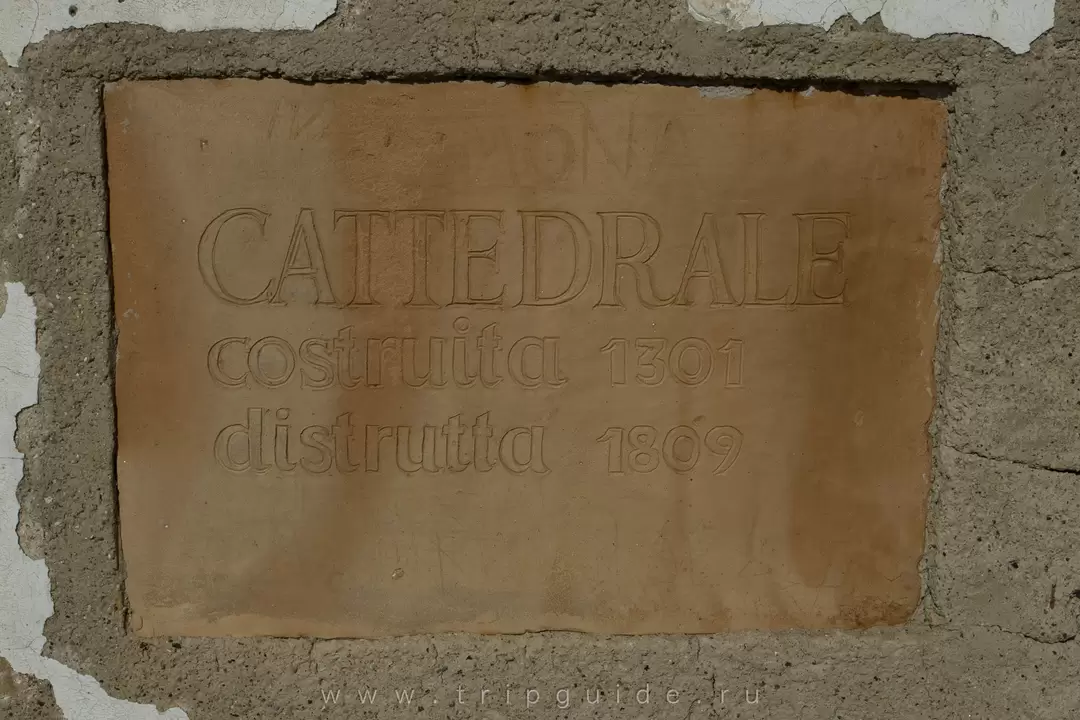 CATTEDRALE
costruita 1301
distrutta 1809
www.tripguide.ru